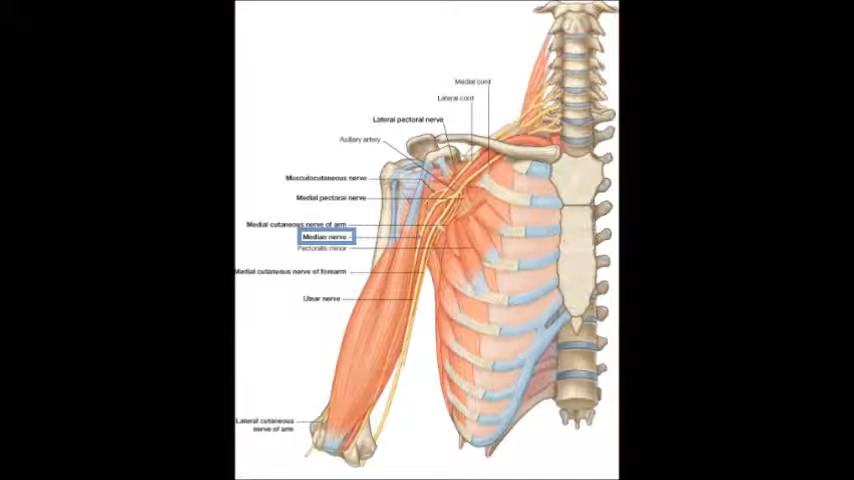 Medial cord
Lateral cord
Lateral pectoral nerve
Axillary artery
Musculocutaneous nerve
Medial pectoral nerve
Medial cutaneous nerve of arm
Median nerve
Pectoralis minor
Medial cutaneous nerve of forearm
Ulnar nerve
Lateral cutaneous
nerve of arm